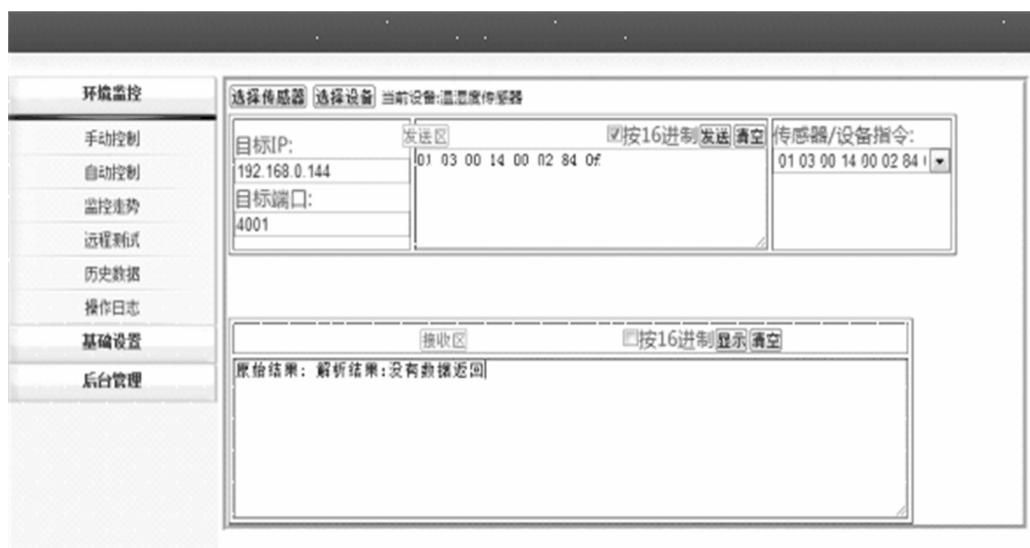 环境监控
手动控制
自动控制
监控走势
远程测试
历史数据
操作日志
基础设置
后台管理
选择传感器 选择设备 当前设备:温湿度传感器
目标IP:
192.168.0.144
目标端口:
4001
发送区 按16进制 发送 清空
01 03 00 14 00 02 84 0f
传感器/设备指令:
01 03 00 14 00 02 84
接收区 按16进制 显示 清空
原始结果: 解析结果:没有数据返回